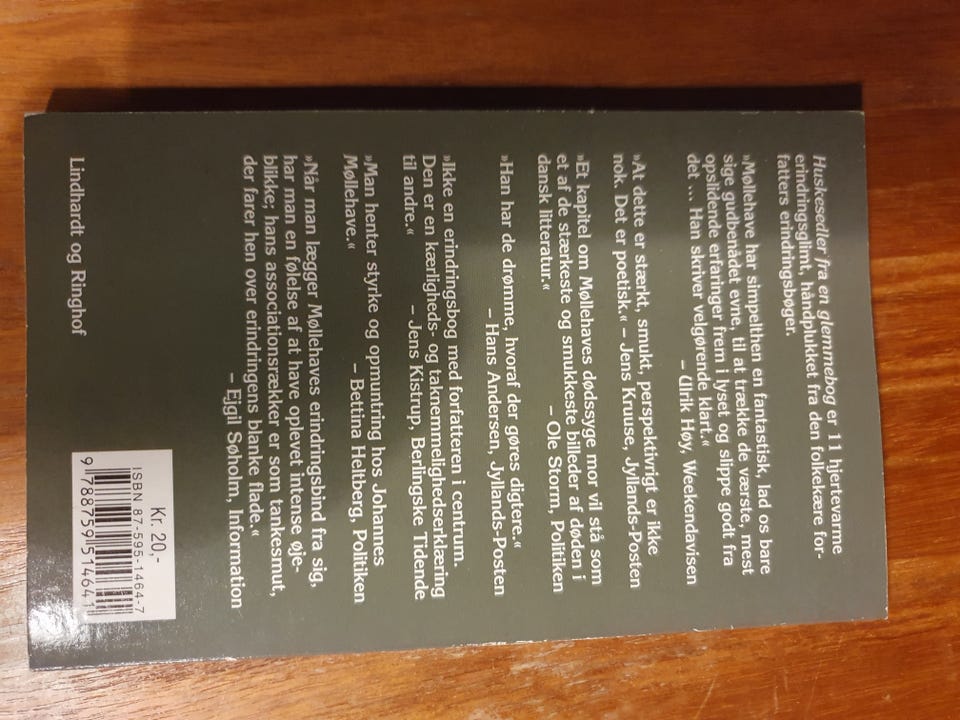 Huskesedler fra en glemmebog er 11 hjertevarme
erindringsglimt, håndplukket fra den folkekære for-
fatters erindringsbøger.
»Møllehave har simpelthen en fantastisk, lad os bare
sige gudbenådet evne, til at trække de værste, mest
opslidende erfaringer frem i lyset og slippe godt fra
det ... Han skriver velgørende klart.«
– Ulrik Høy, Weekendavisen
»At dette er stærkt, smukt, perspektivrigt er ikke
nok. Det er poetisk.« – Jens Kruuse, Jyllands-Posten
»Et kapitel om Møllehaves dødssyge mor vil stå som
et af de stærkeste og smukkeste billeder af døden i
dansk litteratur.«
– Ole Storm, Politiken
»Han har de drømme, hvoraf der gøres digtere.«
– Hans Andersen, Jyllands-Posten
»Ikke en erindringsbog med forfatteren i centrum.
Den er en kærligheds- og taknemmelighedserklæring
til andre.«
– Jens Kistrup, Berlingske Tidende
»Man henter styrke og opmuntring hos Johannes
Møllehave.«
– Bettina Heltberg, Politiken
»Når man lægger Møllehaves erindringsbind fra sig,
har man en følelse af at have oplevet intense øje-
blikke; hans associationsrækker er som tankesmut,
der farer hen over erindringens blanke flade.«
– Ejgil Søholm, Information
Kr. 20,-
ISBN 87-595-1464-7
9 788759 514641
Lindhardt og Ringhof